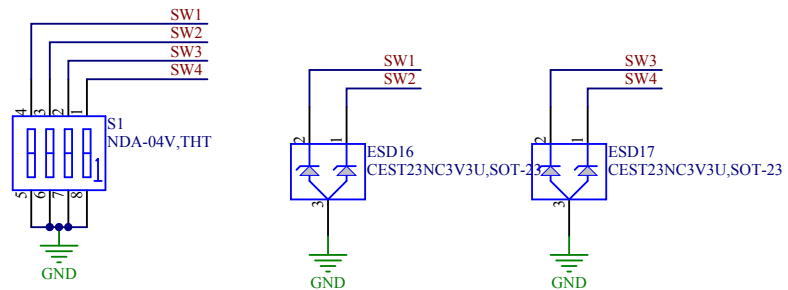 SW1
SW2
SW3
SW4
4 3 2 1
S1
NDA-04V,THT
1
5 6 7 8
GND
SW1
SW2
2 1
ESD16
CEST23NC3V3U,SOT-23
3
GND
SW3
SW4
2 1
ESD17
CEST23NC3V3U,SOT-23
3
GND